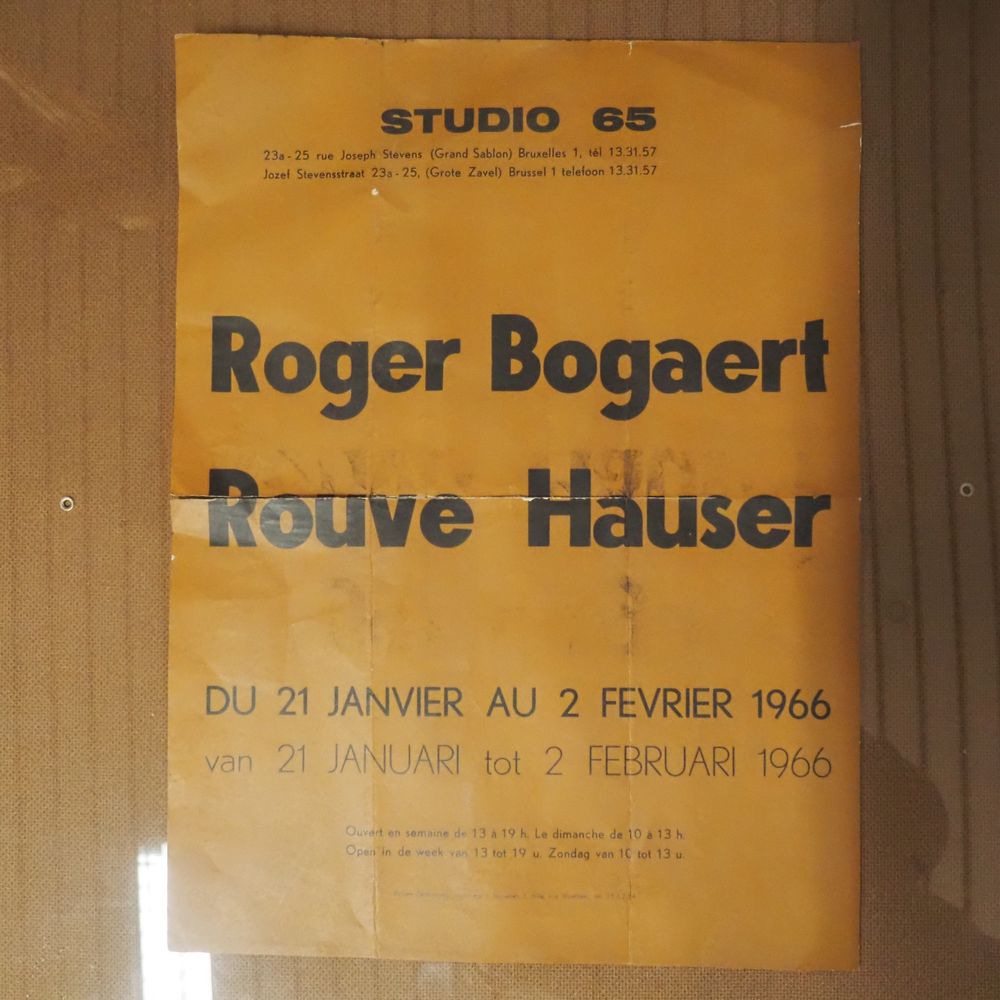 STUDIO 65
23a - 25 rue Joseph Stevens (Grand Sablon) Bruxelles 1, tél 13.31.57
Jozef Stevensstraat 23a - 25, (Grote Zavel) Brussel 1 telefoon 13.31.57
Roger Bogaert
Rouve Hauser
DU 21 JANVIER AU 2 FEVRIER 1966
van 21 JANUARI tot 2 FEBRUARI 1966
Ouvert en semaine de 13 à 19 h. Le dimanche de 10 à 13 h.
Open in de week van 13 tot 19 u. Zondag van 10 tot 13 u.